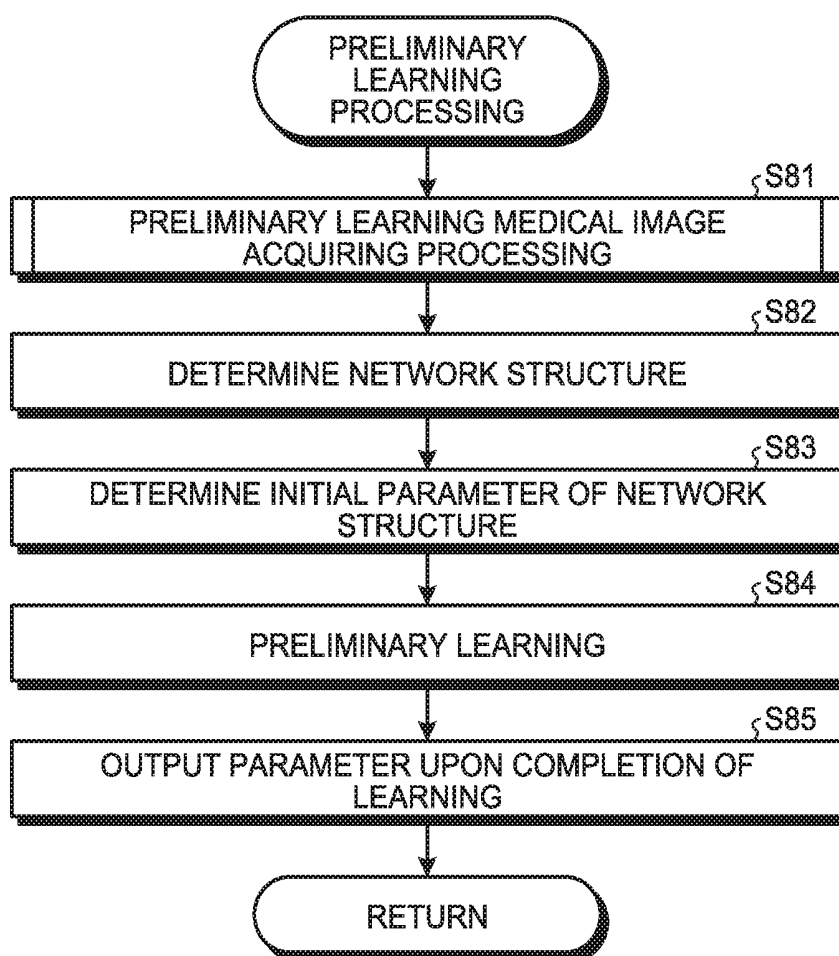 PRELIMINARY
LEARNING
PROCESSING
S81
PRELIMINARY LEARNING MEDICAL IMAGE
ACQUIRING PROCESSING
S82
DETERMINE NETWORK STRUCTURE
S83
DETERMINE INITIAL PARAMETER OF NETWORK
STRUCTURE
S84
PRELIMINARY LEARNING
S85
OUTPUT PARAMETER UPON COMPLETION OF
LEARNING
RETURN